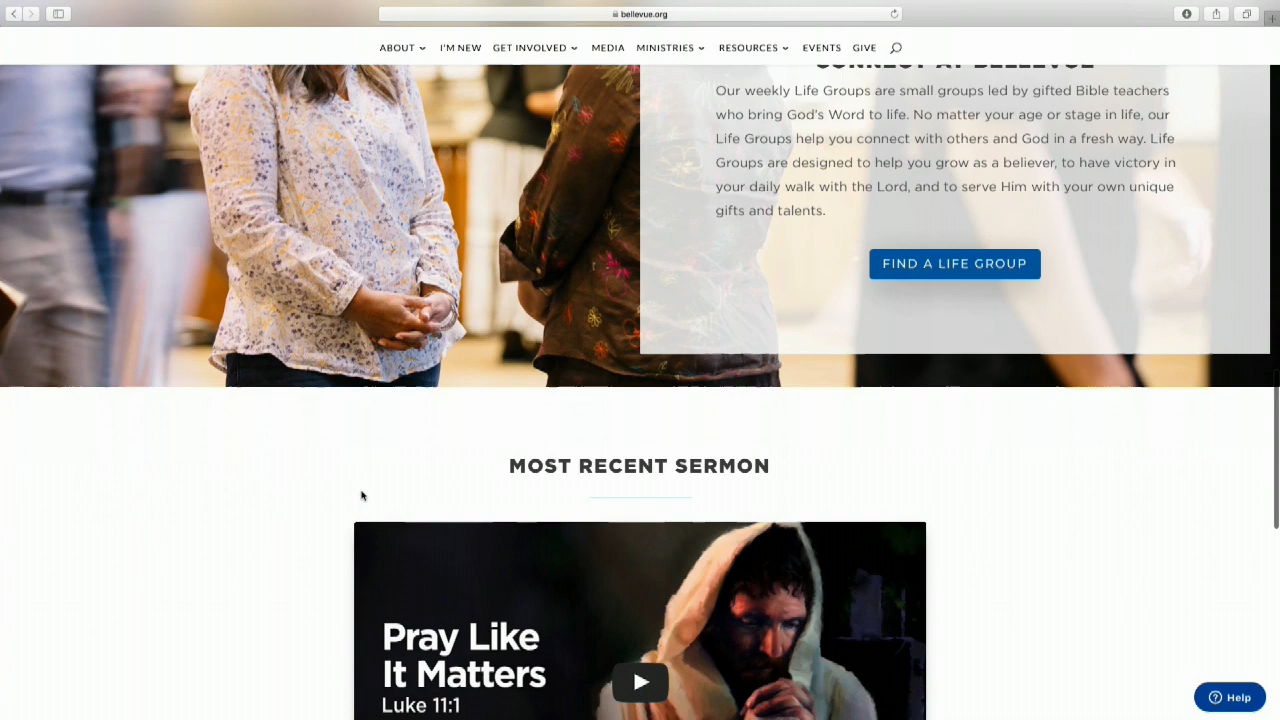 bellevue.org
ABOUT I'M NEW GET INVOLVED MEDIA MINISTRIES RESOURCES EVENTS GIVE
CONNECT AT BELLEVUE
Our weekly Life Groups are small groups led by gifted Bible teachers
who bring God's Word to life. No matter your age or stage in life, our
Life Groups help you connect with others and God in a fresh way. Life
Groups are designed to help you grow as a believer, to have victory in
your daily walk with the Lord, and to serve Him with your own unique
gifts and talents.
FIND A LIFE GROUP
MOST RECENT SERMON
Pray Like
It Matters
Luke 11:1
Help